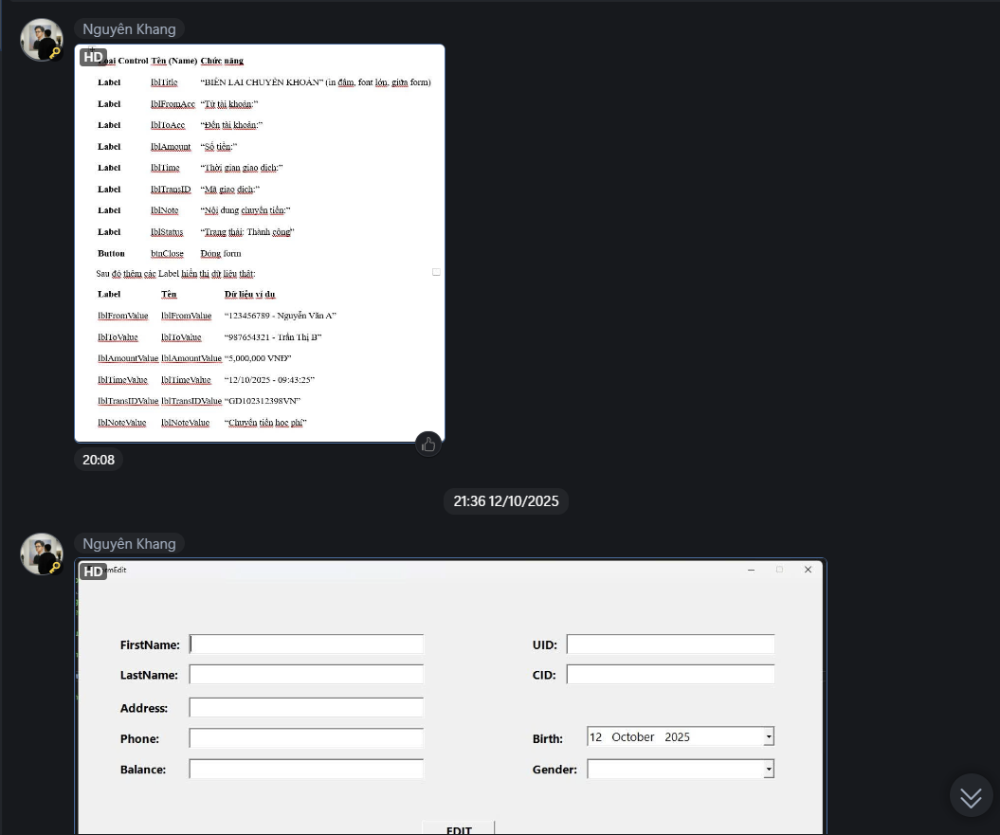 Nguyên Khang
HD
Loại Control Tên (Name) Chức năng
Label lblTitle “BIÊN LAI CHUYỂN KHOẢN” (in đậm, font lớn, giữa form)
Label lblFromAcc “Từ tài khoản:”
Label lblToAcc “Đến tài khoản:”
Label lblAmount “Số tiền:”
Label lblTime “Thời gian giao dịch:”
Label lblTransID “Mã giao dịch:”
Label lblNote “Nội dung chuyển tiền:”
Label lblStatus “Trạng thái: Thành công”
Button btnClose Đóng form
Sau đó thêm các Label hiển thị dữ liệu thật:
Label Tên Dữ liệu ví dụ
lblFromValue lblFromValue “123456789 - Nguyễn Văn A”
lblToValue lblToValue “987654321 - Trần Thị B”
lblAmountValue lblAmountValue “5,000,000 VNĐ”
lblTimeValue lblTimeValue “12/10/2025 - 09:43:25”
lblTransIDValue lblTransIDValue “GD102312398VN”
lblNoteValue lblNoteValue “Chuyển tiền học phí”
20:08
21:36 12/10/2025
Nguyên Khang
HD
rmEdit
FirstName: UID:
LastName: CID:
Address:
Phone: Birth: 12 October 2025
Balance: Gender:
EDIT